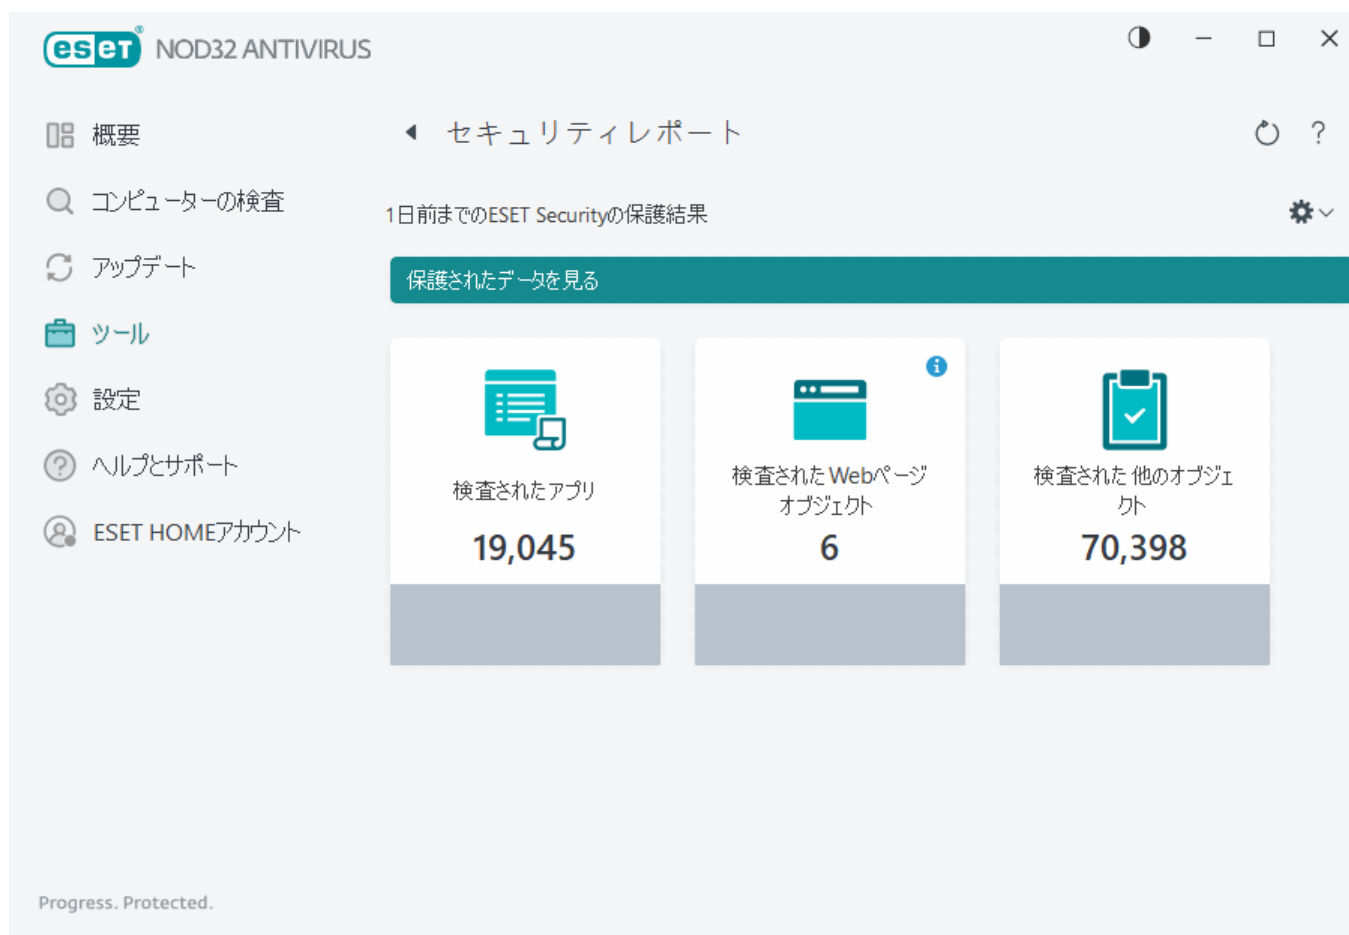 eset® NOD32 ANTIVIRUS
概要
コンピューターの検査
アップデート
ツール
設定
ヘルプとサポート
ESET HOMEアカウント
セキュリティレポート
?
1日前までのESET Securityの保護結果
保護されたデータを見る
検査されたアプリ
19,045
検査されたWebページ
オブジェクト
6
検査された他のオブジェ
クト
70,398
Progress. Protected.